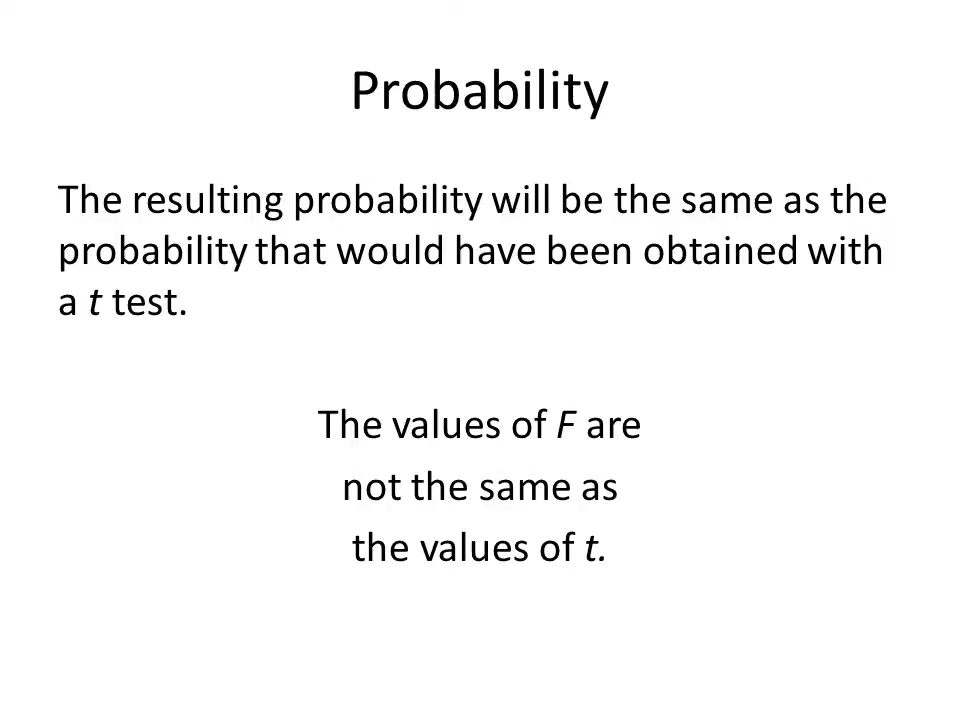 Probability
The resulting probability will be the same as the
probability that would have been obtained with
a t test.
The values of F are
not the same as
the values of t.